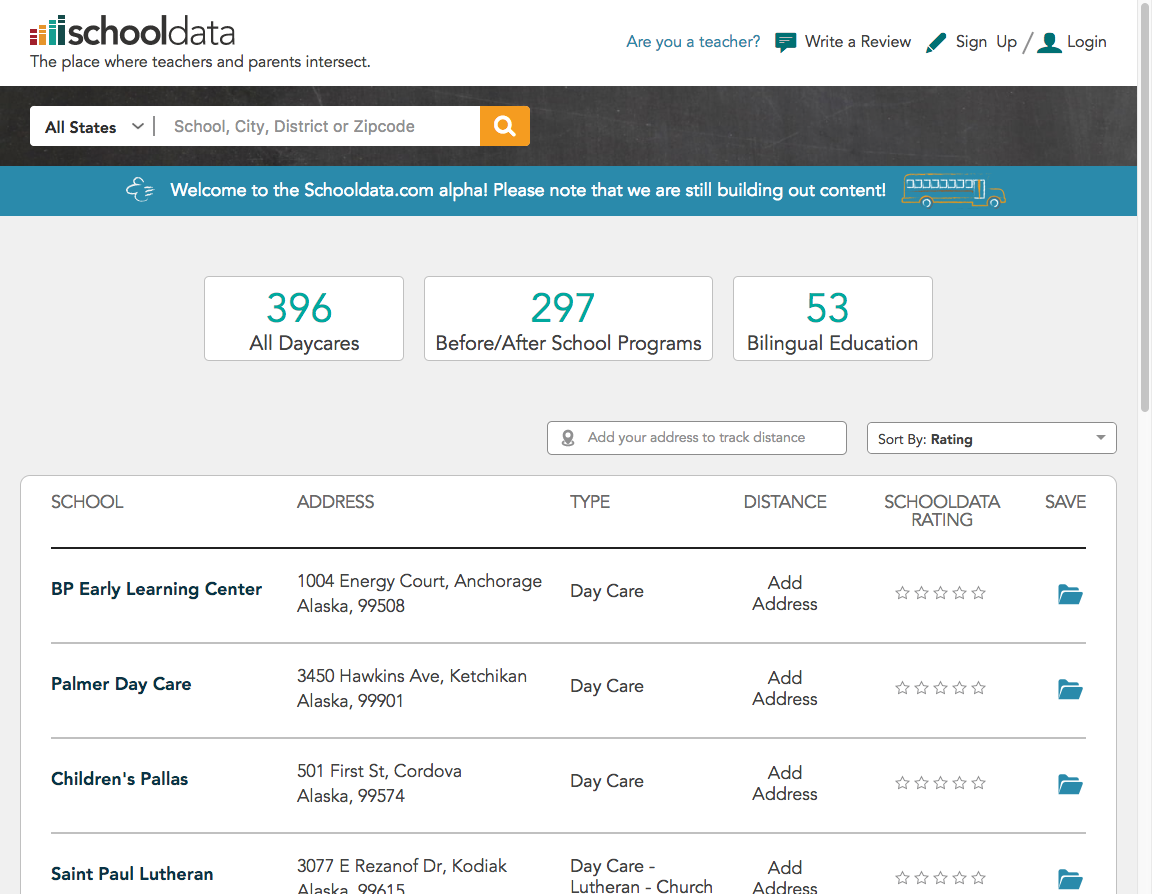 schooldata
The place where teachers and parents intersect.
Are you a teacher? Write a Review Sign Up / Login
All States School, City, District or Zipcode
Welcome to the Schooldata.com alpha! Please note that we are still building out content!
396
All Daycares
297
Before/After School Programs
53
Bilingual Education
Add your address to track distance
Sort By: Rating
SCHOOL ADDRESS TYPE DISTANCE SCHOOLDATA SAVE
RATING
BP Early Learning Center
1004 Energy Court, Anchorage
Alaska, 99508
Day Care
Add
Address
Palmer Day Care
3450 Hawkins Ave, Ketchikan
Alaska, 99901
Day Care
Add
Address
Children's Pallas
501 First St, Cordova
Alaska, 99574
Day Care
Add
Address
Saint Paul Lutheran
3077 E Rezanof Dr, Kodiak
Alaska, 99615
Day Care -
Lutheran - Church
Add
Address